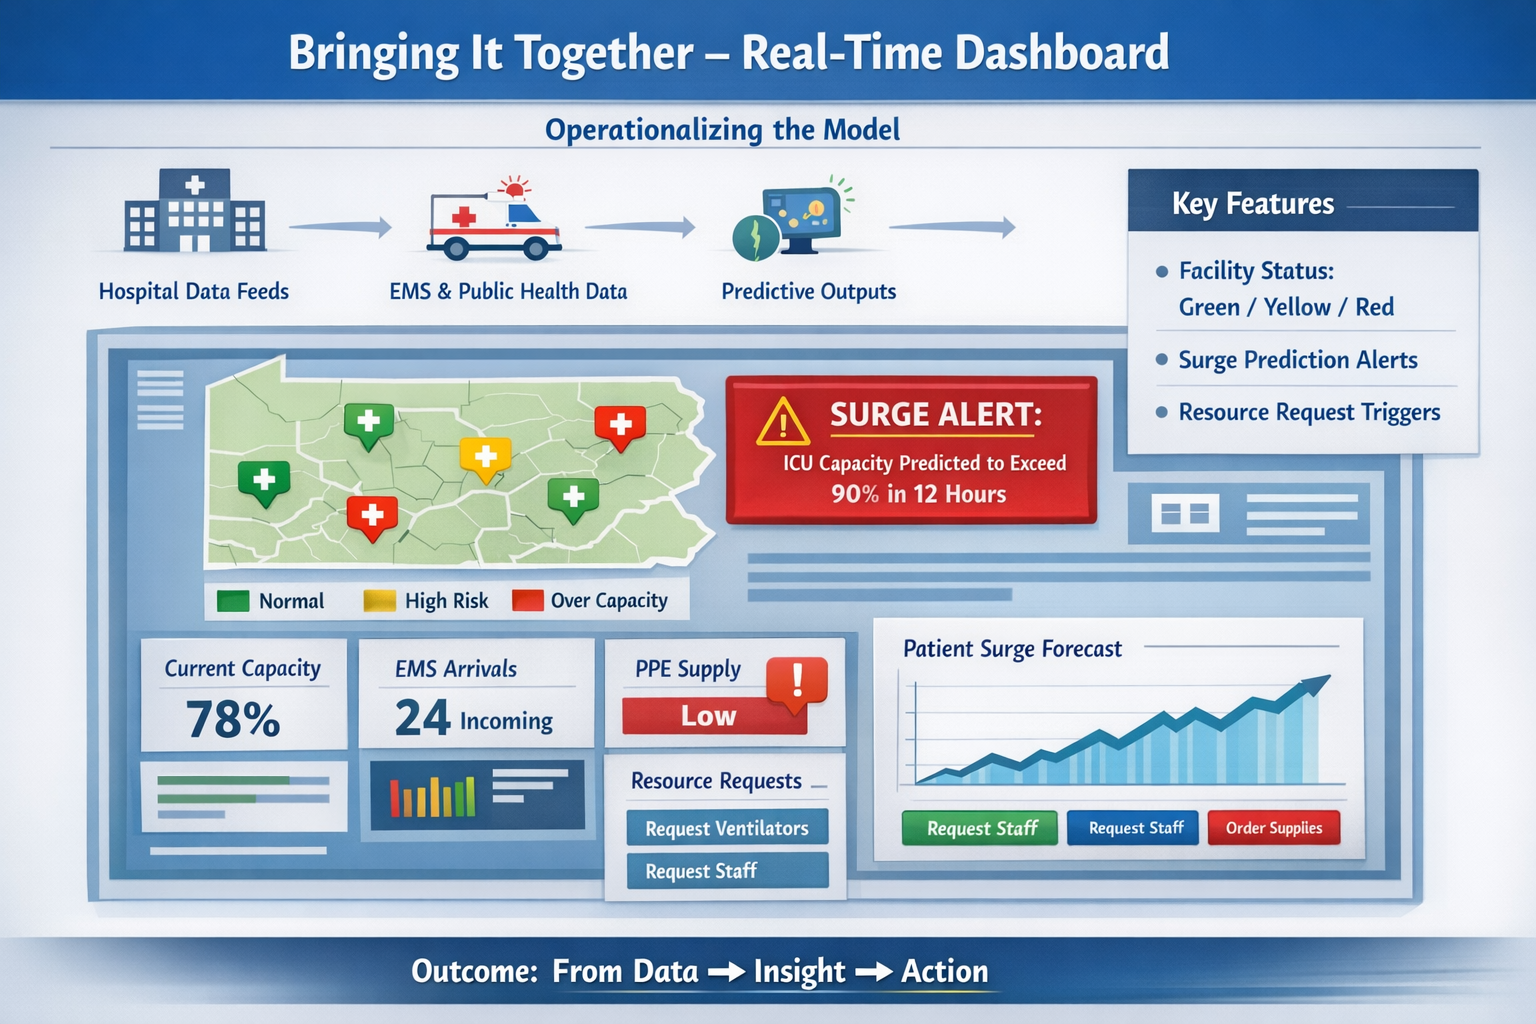 Bringing It Together – Real-Time Dashboard
Operationalizing the Model
Hospital Data Feeds
EMS & Public Health Data
Predictive Outputs
Key Features
Facility Status:
Green / Yellow / Red
Surge Prediction Alerts
Resource Request Triggers
SURGE ALERT:
ICU Capacity Predicted to Exceed
90% in 12 Hours
Normal
High Risk
Over Capacity
Current Capacity
78%
EMS Arrivals
24 Incoming
PPE Supply
!
Low
Resource Requests
Request Ventilators
Request Staff
Patient Surge Forecast
Request Staff
Request Staff
Order Supplies
Outcome: From Data → Insight → Action